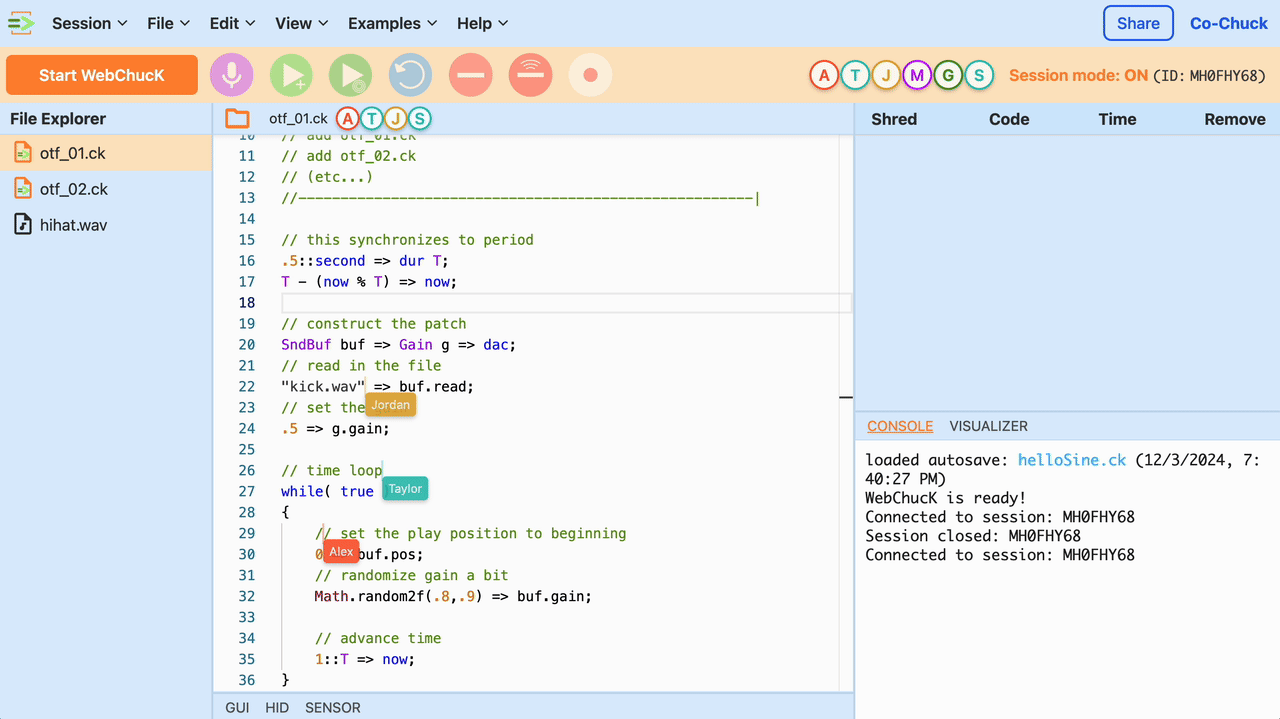 Session File Edit View Examples Help Share Co-Chuck
Start WebChucK A T J M G S Session mode: ON (ID: MH0FHY68)
File Explorer
otf_01.ck
otf_02.ck
hihat.wav
otf_01.ck A T J S
10 // add otf_01.ck
11 // add otf_02.ck
12 // (etc...)
13 //------------------------------------------------------|
14
15 // this synchronizes to period
16 .5::second => dur T;
17 T - (now % T) => now;
18
19 // construct the patch
20 SndBuf buf => Gain g => dac;
21 // read in the file
22 "kick.wav" => buf.read;
23 // set the
Jordan
24 .5 => g.gain;
25
26 // time loop
27 while( true
Taylor
28 {
29 // set the play position to beginning
30 0 buf.pos;
Alex
31 // randomize gain a bit
32 Math.random2f(.8,.9) => buf.gain;
33
34 // advance time
35 1::T => now;
36 }
GUI HID SENSOR
Shred Code Time Remove
CONSOLE VISUALIZER
loaded autosave: helloSine.ck (12/3/2024, 7:
40:27 PM)
WebChucK is ready!
Connected to session: MH0FHY68
Session closed: MH0FHY68
Connected to session: MH0FHY68